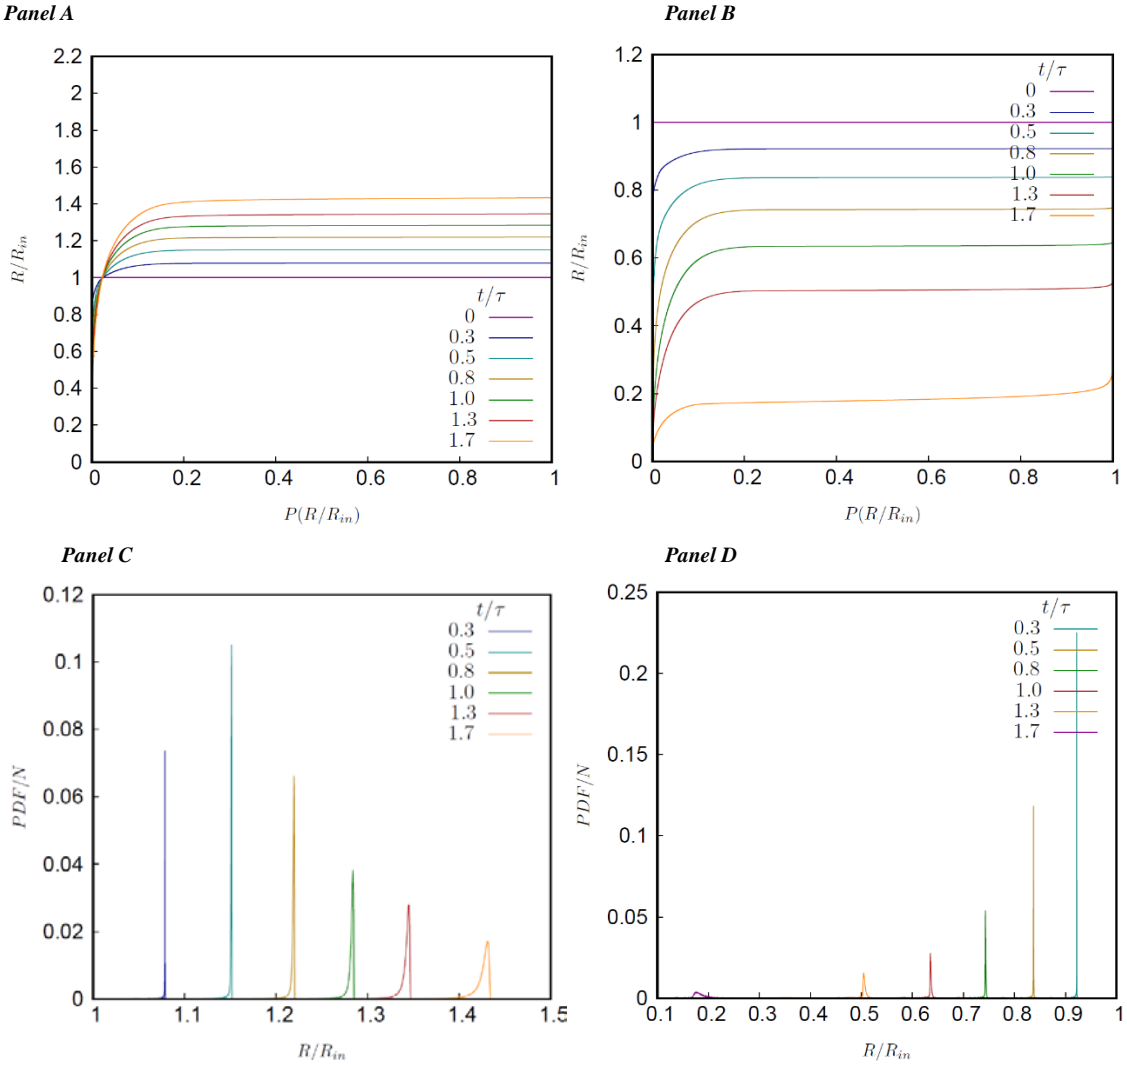 Panel A
2.2
2
1.8
1.6
1.4
1.2
1
0.8
0.6
0.4
0.2
0
R/R_in
t/τ
0
0.3
0.5
0.8
1.0
1.3
1.7
0 0.2 0.4 0.6 0.8 1
P(R/R_in)
Panel B
1.2
1
0.8
0.6
0.4
0.2
0
R/R_in
t/τ
0
0.3
0.5
0.8
1.0
1.3
1.7
0 0.2 0.4 0.6 0.8 1
P(R/R_in)
Panel C
0.12
0.1
0.08
0.06
0.04
0.02
0
PDF/N
t/τ
0.3
0.5
0.8
1.0
1.3
1.7
1 1.1 1.2 1.3 1.4 1.5
R/R_in
Panel D
0.25
0.2
0.15
0.1
0.05
0
PDF/N
t/τ
0.3
0.5
0.8
1.0
1.3
1.7
0.1 0.2 0.3 0.4 0.5 0.6 0.7 0.8 0.9 1
R/R_in